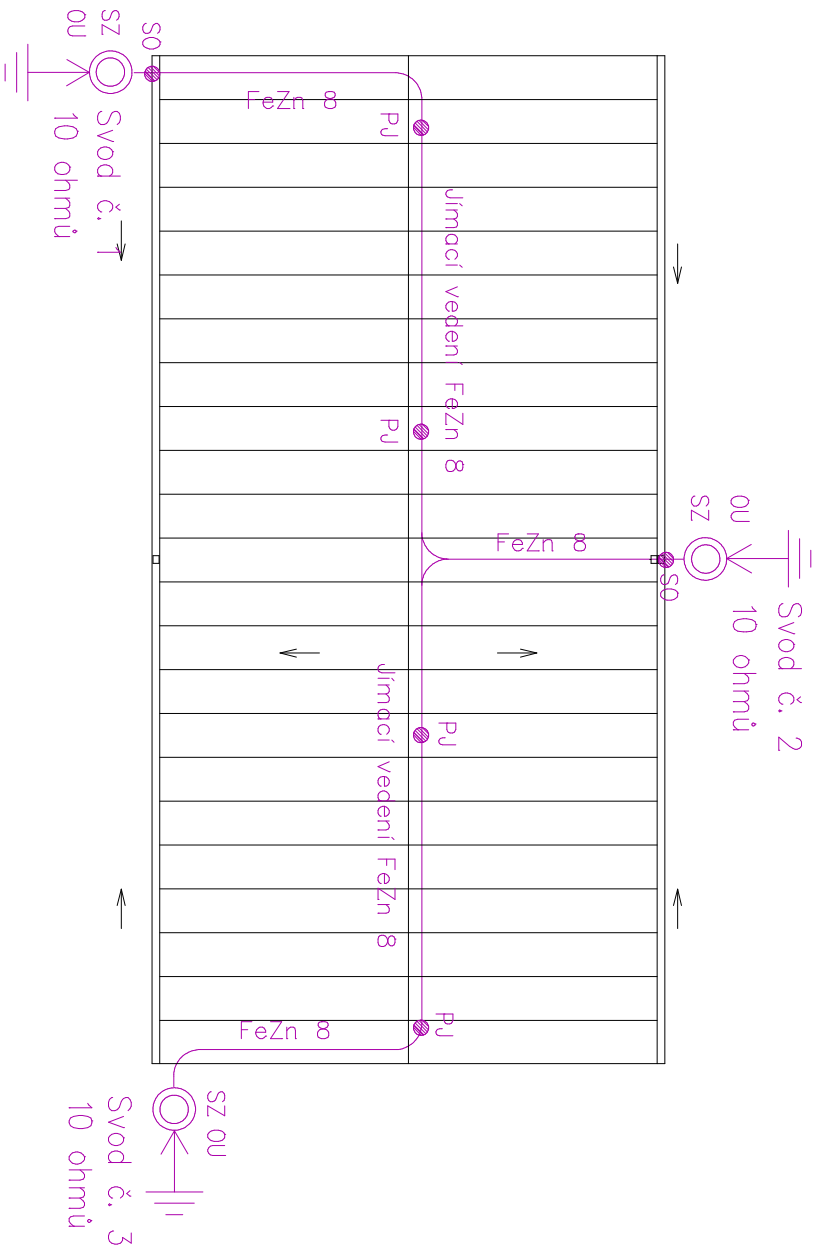 SZ
OU
SO
Svod č. 1
10 ohmů
FeZn 8
PJ
Jímací vedení FeZn 8
PJ
OU
SZ
SO
FeZn 8
Svod č. 2
10 ohmů
PJ
Jímací vedení FeZn 8
PJ
FeZn 8
SZ OU
Svod č. 3
10 ohmů